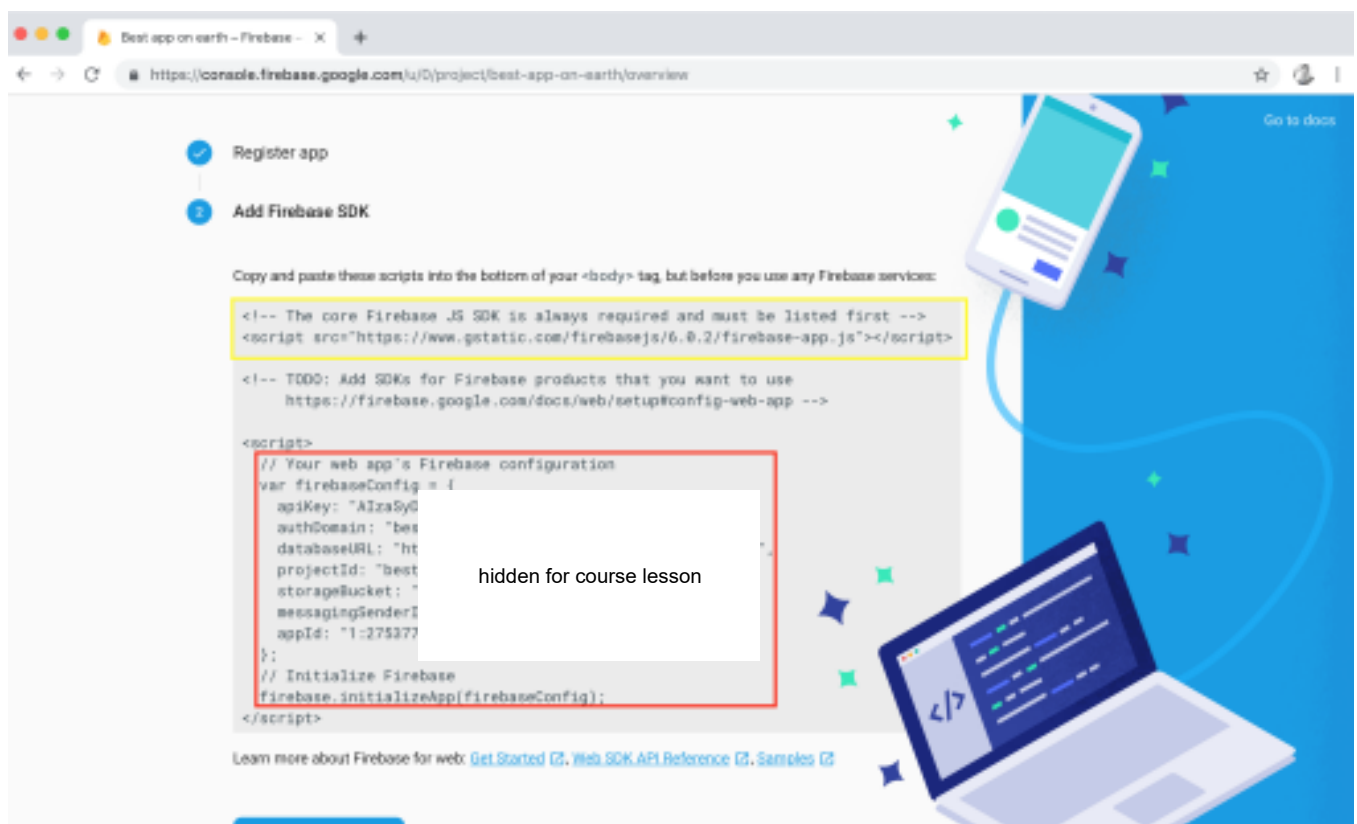 Best app on earth – Firebase –
https://console.firebase.google.com/u/0/project/best-app-on-earth/overview
Go to docs
Register app
2
Add Firebase SDK
Copy and paste these scripts into the bottom of your <body> tag, but before you use any Firebase services:
<!-- The core Firebase JS SDK is always required and must be listed first -->
<script src="https://www.gstatic.com/firebasejs/6.0.2/firebase-app.js"></script>
<!-- TODO: Add SDKs for Firebase products that you want to use
https://firebase.google.com/docs/web/setup#config-web-app -->
<script>
// Your web app's Firebase configuration
var firebaseConfig = {
apiKey: "AIzaSyD
authDomain: "bes
databaseURL: "ht ",
projectId: "best
storageBucket: "
messagingSenderI
appId: "1:275377
hidden for course lesson
};
// Initialize Firebase
firebase.initializeApp(firebaseConfig);
</script>
Learn more about Firebase for web: Get Started, Web SDK API Reference, Samples
</>